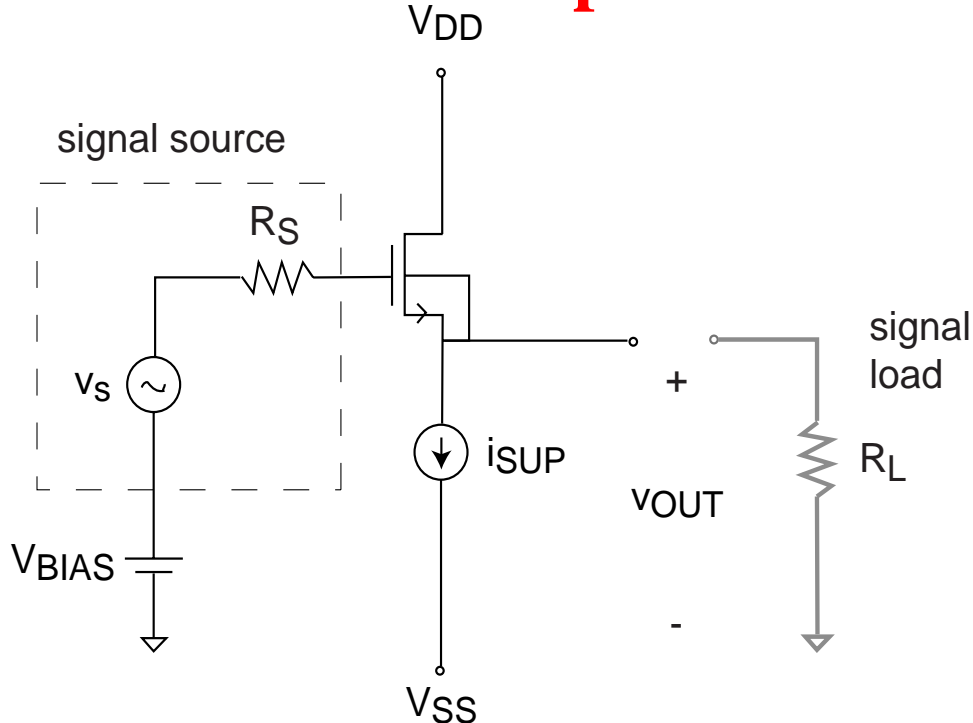 VDD
signal source
RS
signal
load
vs
+
iSUP
RL
vOUT
VBIAS
-
VSS